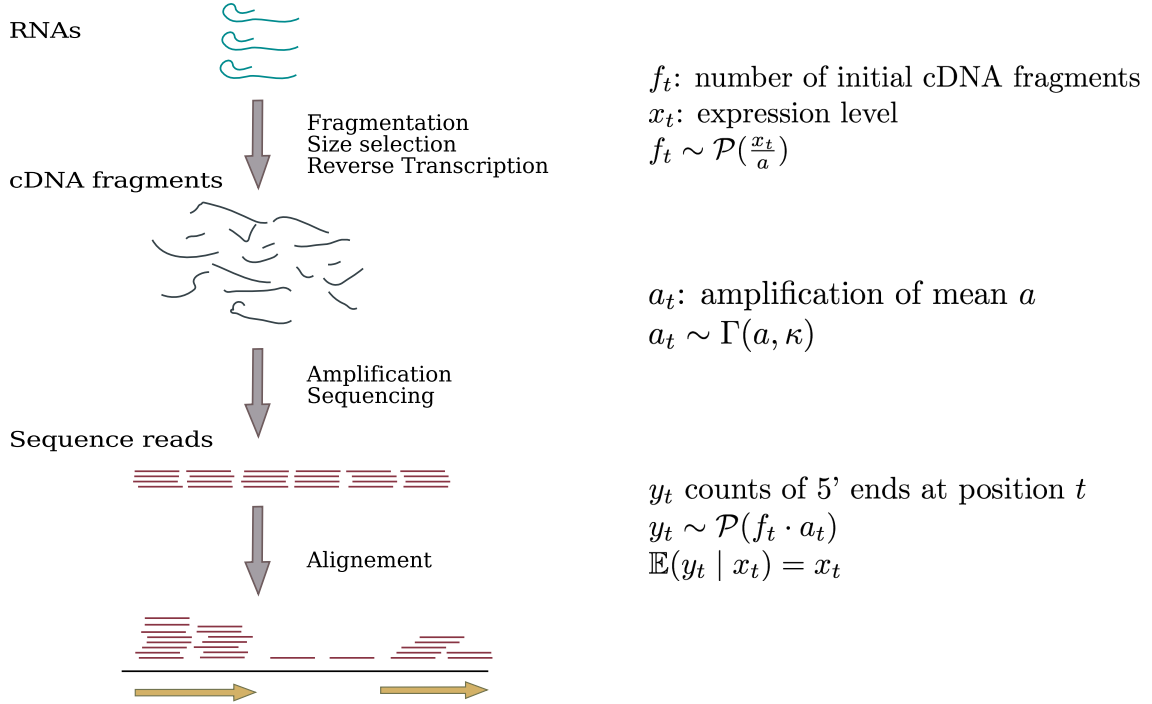 RNAs
Fragmentation
Size selection
Reverse Transcription
cDNA fragments
Amplification
Sequencing
Sequence reads
Alignement
f_t: number of initial cDNA fragments
x_t: expression level
f_t ∼ 𝒫(x_t/a)
a_t: amplification of mean a
a_t ∼ Γ(a, κ)
y_t counts of 5' ends at position t
y_t ∼ 𝒫(f_t · a_t)
𝔼(y_t | x_t) = x_t